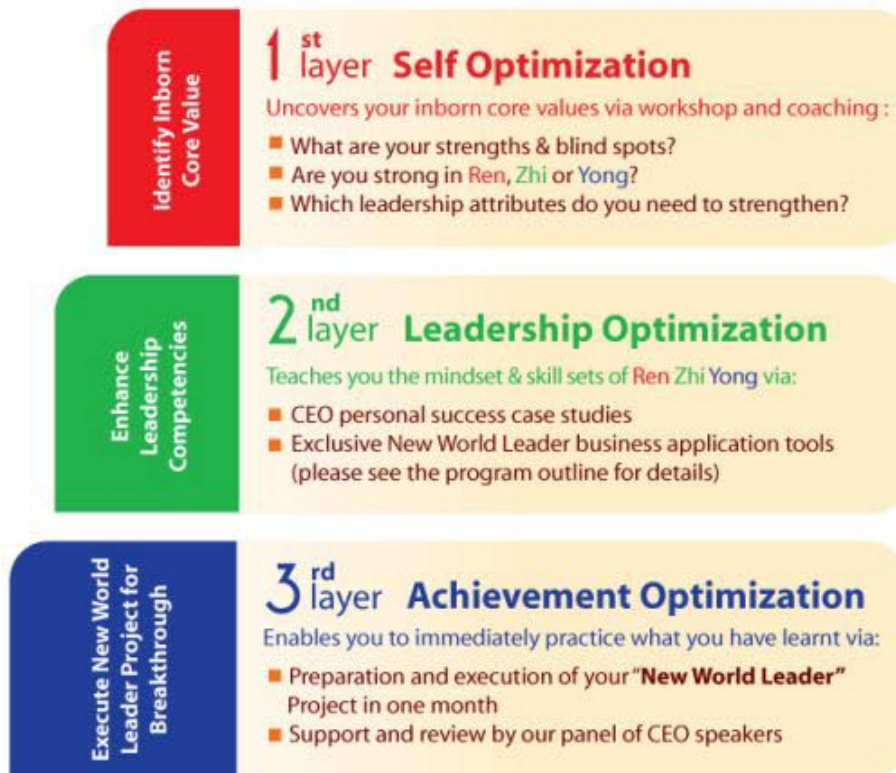 Identify Inborn
Core Value
1st layer Self Optimization
Uncovers your inborn core values via workshop and coaching :
What are your strengths & blind spots?
Are you strong in Ren, Zhi or Yong?
Which leadership attributes do you need to strengthen?
Enhance
Leadership
Competencies
2nd layer Leadership Optimization
Teaches you the mindset & skill sets of Ren Zhi Yong via:
CEO personal success case studies
Exclusive New World Leader business application tools
(please see the program outline for details)
Execute New World
Leader Project for
Breakthrough
3rd layer Achievement Optimization
Enables you to immediately practice what you have learnt via:
Preparation and execution of your "New World Leader"
Project in one month
Support and review by our panel of CEO speakers